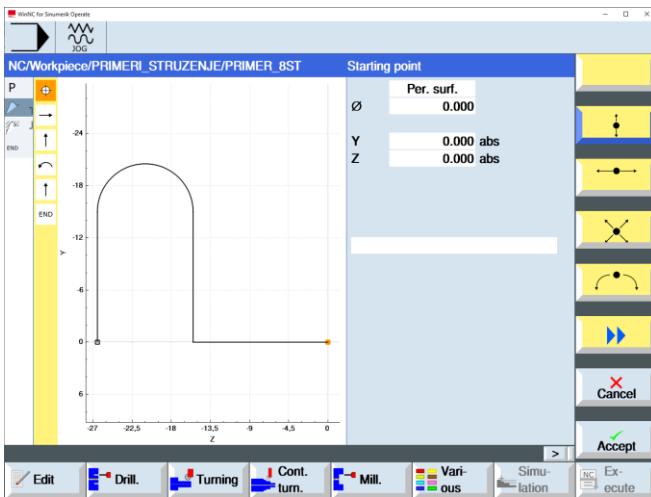 WinNC for Sinumerik Operate
JOG
NC/Workpiece/PRIMERI_STRUZENJE/PRIMER_8ST
Starting point
P
END
END
-24
-18
-12
-6
0
6
Y
-27
-22,5
-18
-13,5
-9
-4,5
0
Z
Per. surf.
Ø 0.000
Y 0.000 abs
Z 0.000 abs
Cancel
Accept
>
Edit
Drill.
Turning
Cont.
turn.
Mill.
Vari-
ous
Simu-
lation
NC
Ex-
ecute